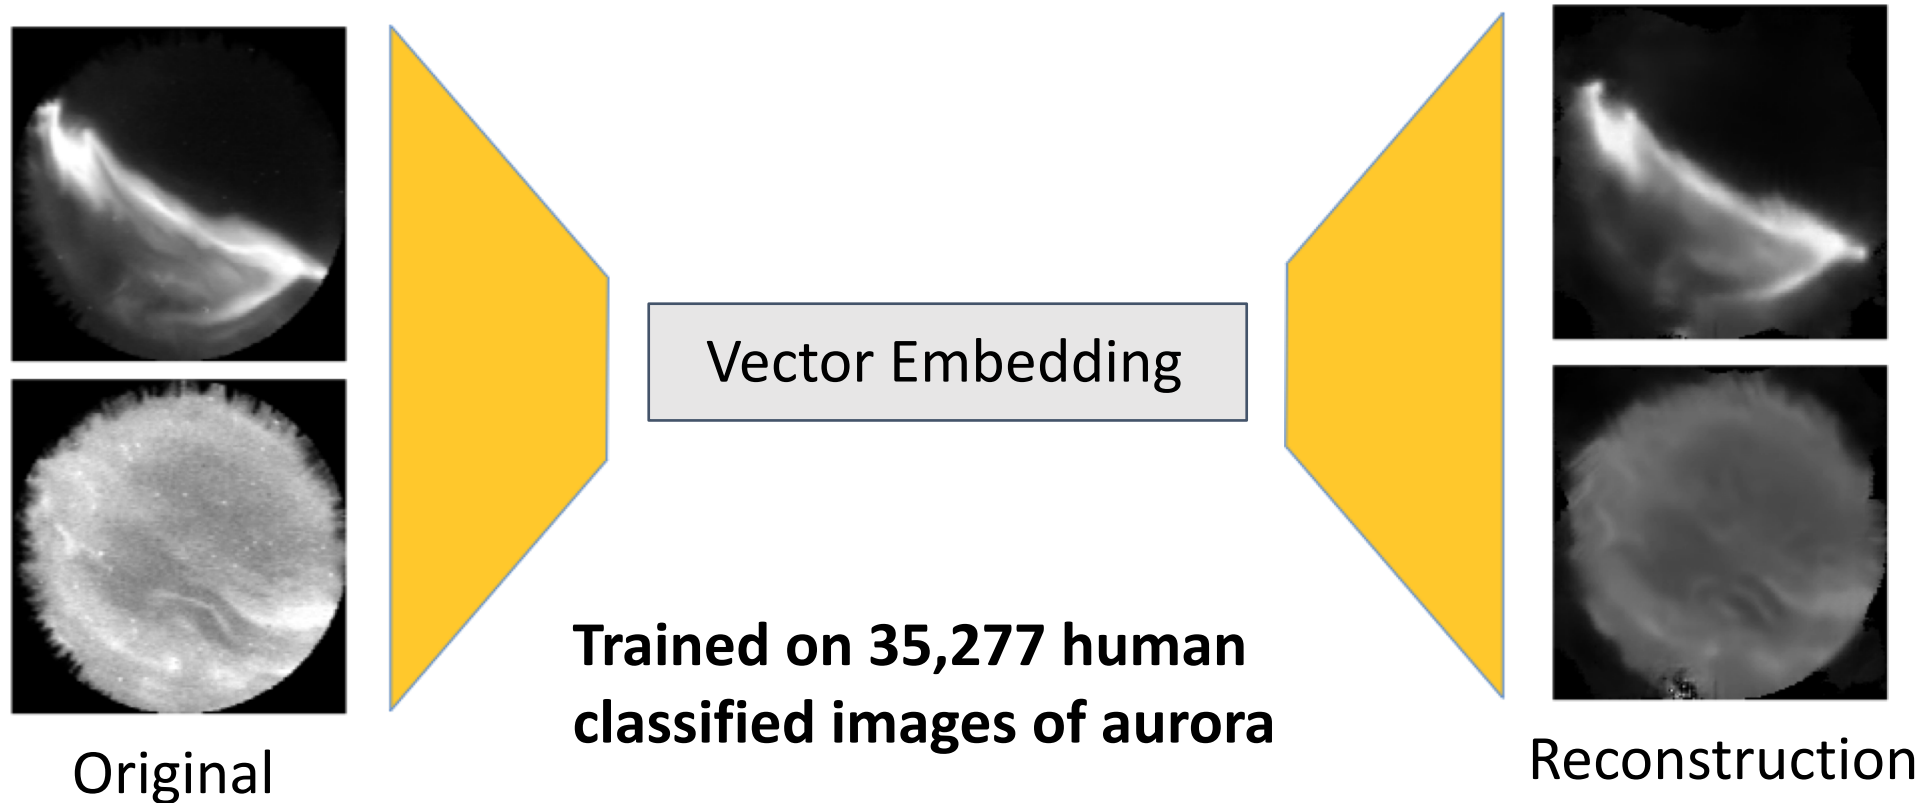 Vector Embedding
Trained on 35,277 human
classified images of aurora
Original
Reconstruction